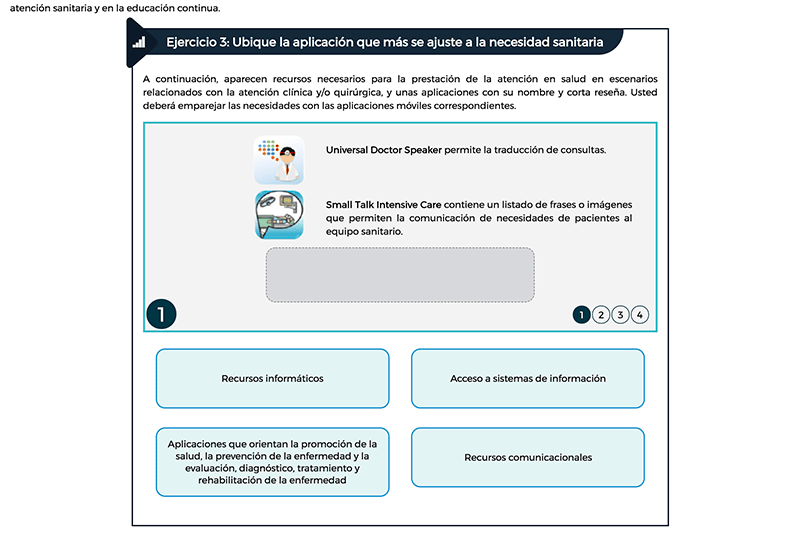 atención sanitaria y en la educación continua.
Ejercicio 3: Ubique la aplicación que más se ajuste a la necesidad sanitaria
A continuación, aparecen recursos necesarios para la prestación de la atención en salud en escenarios
relacionados con la atención clínica y/o quirúrgica, y unas aplicaciones con su nombre y corta reseña. Usted
deberá emparejar las necesidades con las aplicaciones móviles correspondientes.
Universal Doctor Speaker permite la traducción de consultas.
Small Talk Intensive Care contiene un listado de frases o imágenes
que permiten la comunicación de necesidades de pacientes al
equipo sanitario.
1
1 2 3 4
Recursos informáticos
Acceso a sistemas de información
Aplicaciones que orientan la promoción de la
salud, la prevención de la enfermedad y la
evaluación, diagnóstico, tratamiento y
rehabilitación de la enfermedad
Recursos comunicacionales